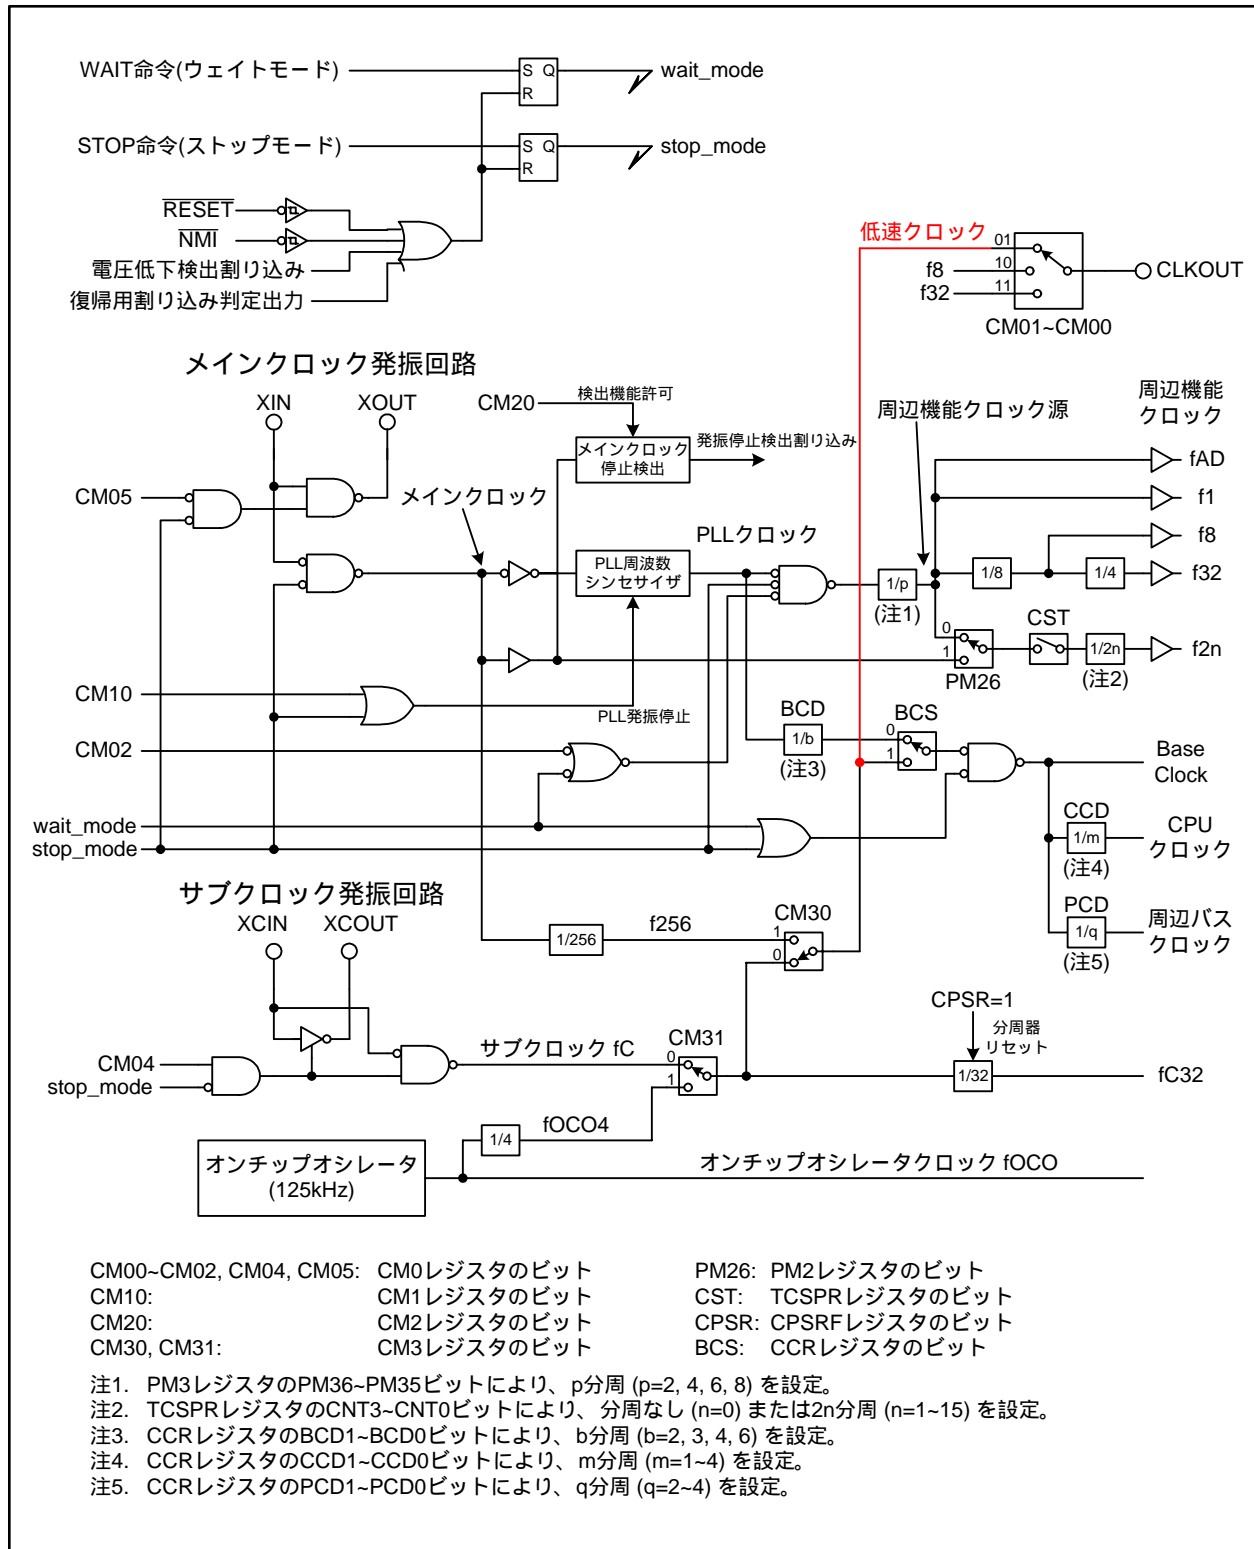 WAIT命令(ウェイトモード)
S Q
R
wait_mode
STOP命令(ストップモード)
S Q
R
stop_mode
RESET
NMI
電圧低下検出割り込み
復帰用割り込み判定出力
低速クロック
01
f8
10
f32
11
CLKOUT
CM01~CM00
メインクロック発振回路
XIN
XOUT
CM20
検出機能許可
メインクロック
停止検出
発振停止検出割り込み
周辺機能クロック源
周辺機能
クロック
fAD
f1
f8
f32
f2n
CM05
メインクロック
PLLクロック
PLL周波数
シンセサイザ
1/p
(注1)
1/8
1/4
CST
0
1
PM26
1/2n
(注2)
CM10
PLL発振停止
CM02
BCD
1/b
(注3)
BCS
0
1
Base
Clock
wait_mode
stop_mode
CCD
1/m
(注4)
CPU
クロック
PCD
1/q
(注5)
周辺バス
クロック
サブクロック発振回路
XCIN
XCOUT
1/256
f256
CM30
1
0
CM04
stop_mode
サブクロック fC
CM31
0
1
CPSR=1
分周器
リセット
1/32
fC32
1/4
fOCO4
オンチップオシレータ
(125kHz)
オンチップオシレータクロック fOCO
CM00~CM02, CM04, CM05: CM0レジスタのビット
CM10: CM1レジスタのビット
CM20: CM2レジスタのビット
CM30, CM31: CM3レジスタのビット
PM26: PM2レジスタのビット
CST: TCSPRレジスタのビット
CPSR: CPSRFレジスタのビット
BCS: CCRレジスタのビット
注1. PM3レジスタのPM36~PM35ビットにより、p分周 (p=2, 4, 6, 8) を設定。
注2. TCSPRレジスタのCNT3~CNT0ビットにより、分周なし (n=0) または2n分周 (n=1~15) を設定。
注3. CCRレジスタのBCD1~BCD0ビットにより、b分周 (b=2, 3, 4, 6) を設定。
注4. CCRレジスタのCCD1~CCD0ビットにより、m分周 (m=1~4) を設定。
注5. CCRレジスタのPCD1~PCD0ビットにより、q分周 (q=2~4) を設定。